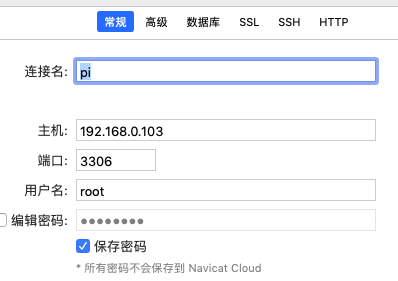 常规 高级 数据库 SSL SSH HTTP
连接名: pi
主机: 192.168.0.103
端口: 3306
用户名: root
编辑密码: ●●●●●●●●
保存密码
* 所有密码不会保存到 Navicat Cloud